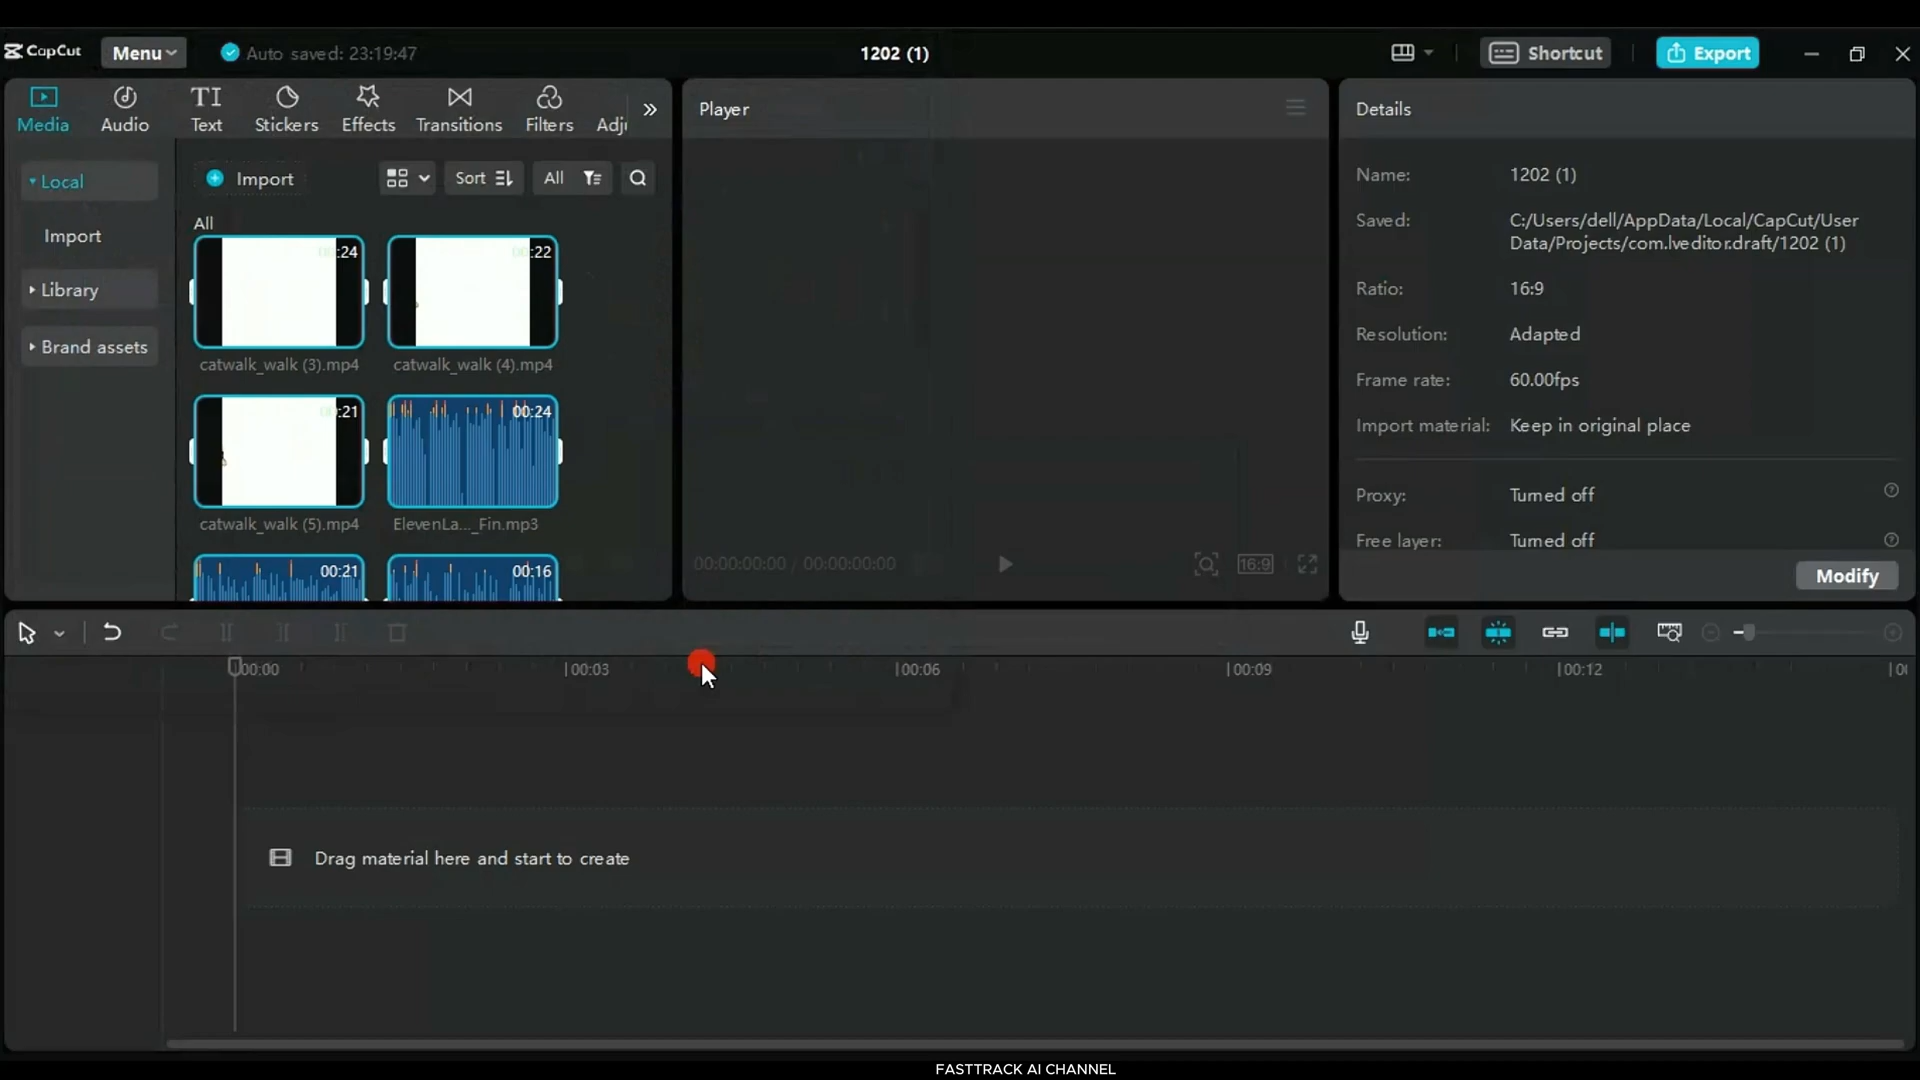 CapCut
Menu
Auto saved: 23:19:47
1202 (1)
Shortcut
Export
Media
Audio
TI
Text
Stickers
Effects
Transitions
Filters
Adj
Player
Details
Local
Import
Library
Brand assets
Import
Sort
All
All
:24
catwalk_walk (3).mp4
:22
catwalk_walk (4).mp4
:21
catwalk_walk (5).mp4
00:24
ElevenLa..._Fin.mp3
00:21
00:16
00:00:00:00 / 00:00:00:00
16:9
Name: 1202 (1)
Saved: C:/Users/dell/AppData/Local/CapCut/User
Data/Projects/com.lveditor.draft/1202 (1)
Ratio: 16:9
Resolution: Adapted
Frame rate: 60.00fps
Import material: Keep in original place
Proxy: Turned off
Free layer: Turned off
Modify
00:00
00:03
00:06
00:09
00:12
Drag material here and start to create
FASTTRACK AI CHANNEL